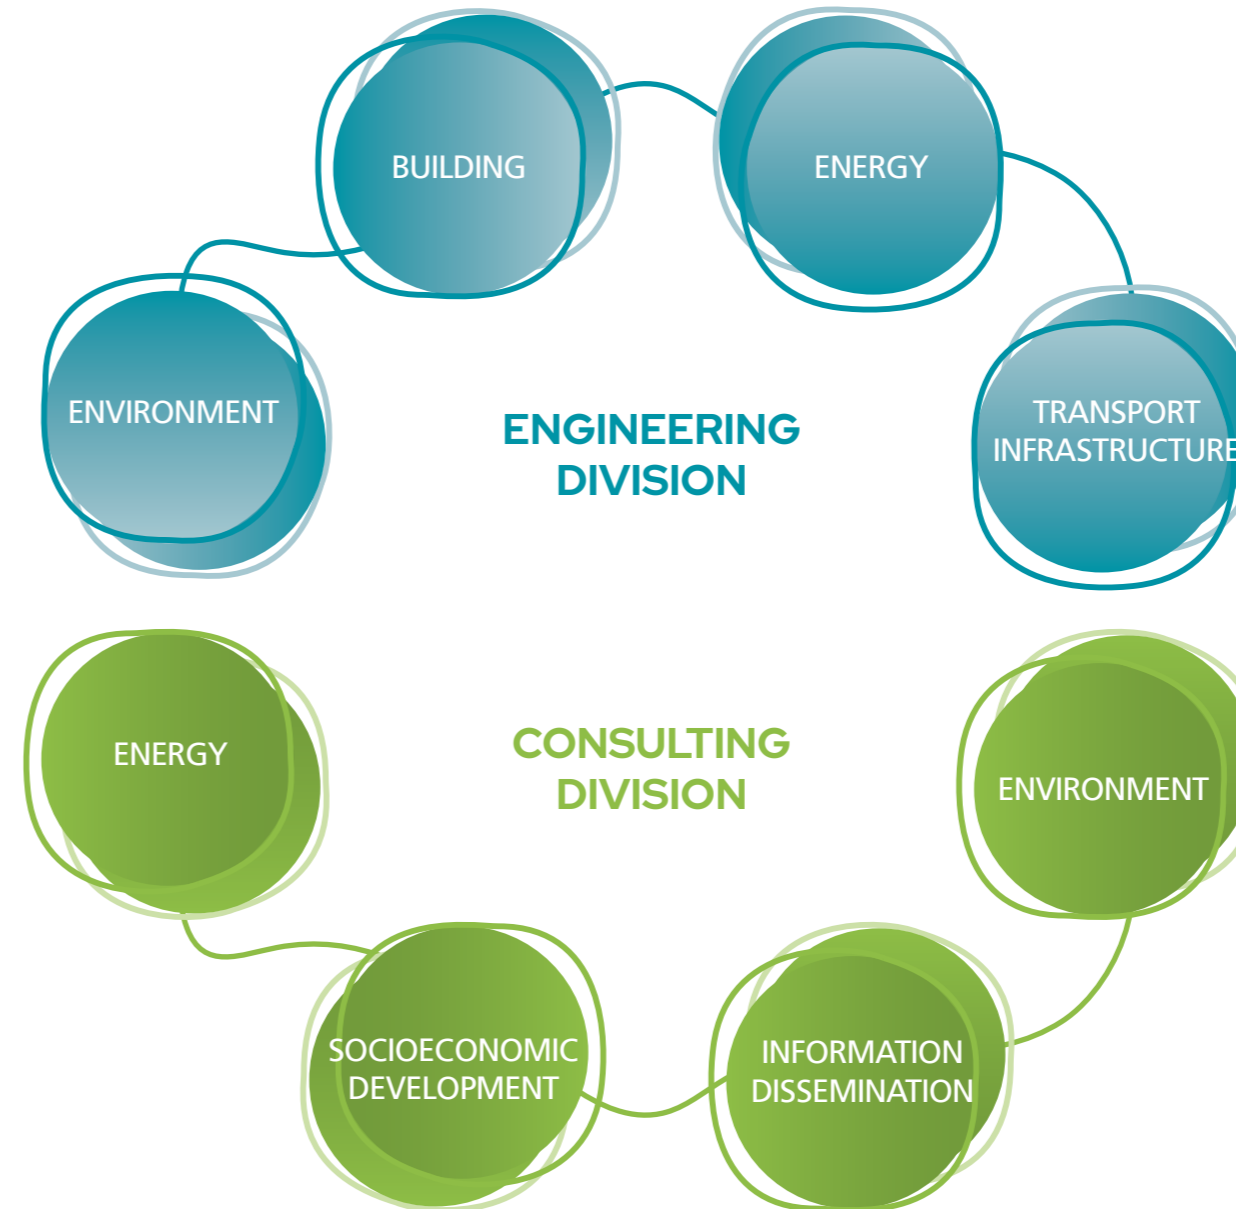 BUILDING
ENERGY
ENVIRONMENT
TRANSPORT
INFRASTRUCTURE
ENGINEERING
DIVISION
ENERGY
CONSULTING
DIVISION
ENVIRONMENT
SOCIOECONOMIC
DEVELOPMENT
INFORMATION
DISSEMINATION